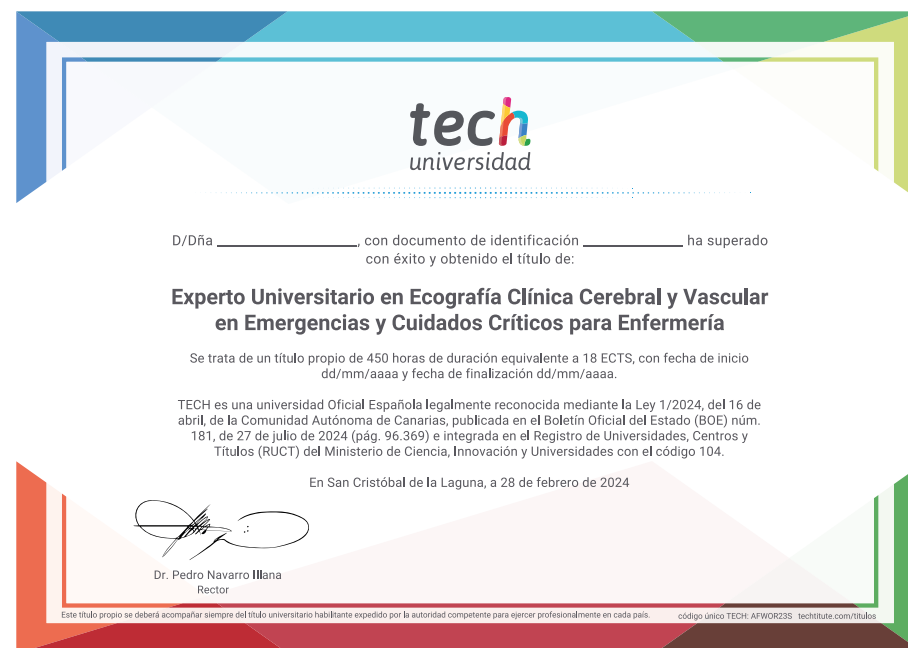 tech
universidad
D/Dña ____________________, con documento de identificación ______________ ha superado
con éxito y obtenido el título de:
Experto Universitario en Ecografía Clínica Cerebral y Vascular
en Emergencias y Cuidados Críticos para Enfermería
Se trata de un título propio de 450 horas de duración equivalente a 18 ECTS, con fecha de inicio
dd/mm/aaaa y fecha de finalización dd/mm/aaaa.
TECH es una universidad Oficial Española legalmente reconocida mediante la Ley 1/2024, del 16 de
abril, de la Comunidad Autónoma de Canarias, publicada en el Boletín Oficial del Estado (BOE) núm.
181, de 27 de julio de 2024 (pág. 96.369) e integrada en el Registro de Universidades, Centros y
Títulos (RUCT) del Ministerio de Ciencia, Innovación y Universidades con el código 104.
En San Cristóbal de la Laguna, a 28 de febrero de 2024
Dr. Pedro Navarro Illana
Rector
Este título propio se deberá acompañar siempre del título universitario habilitante expedido por la autoridad competente para ejercer profesionalmente en cada país.
código único TECH: AFWOR23S techtitute.com/titulos